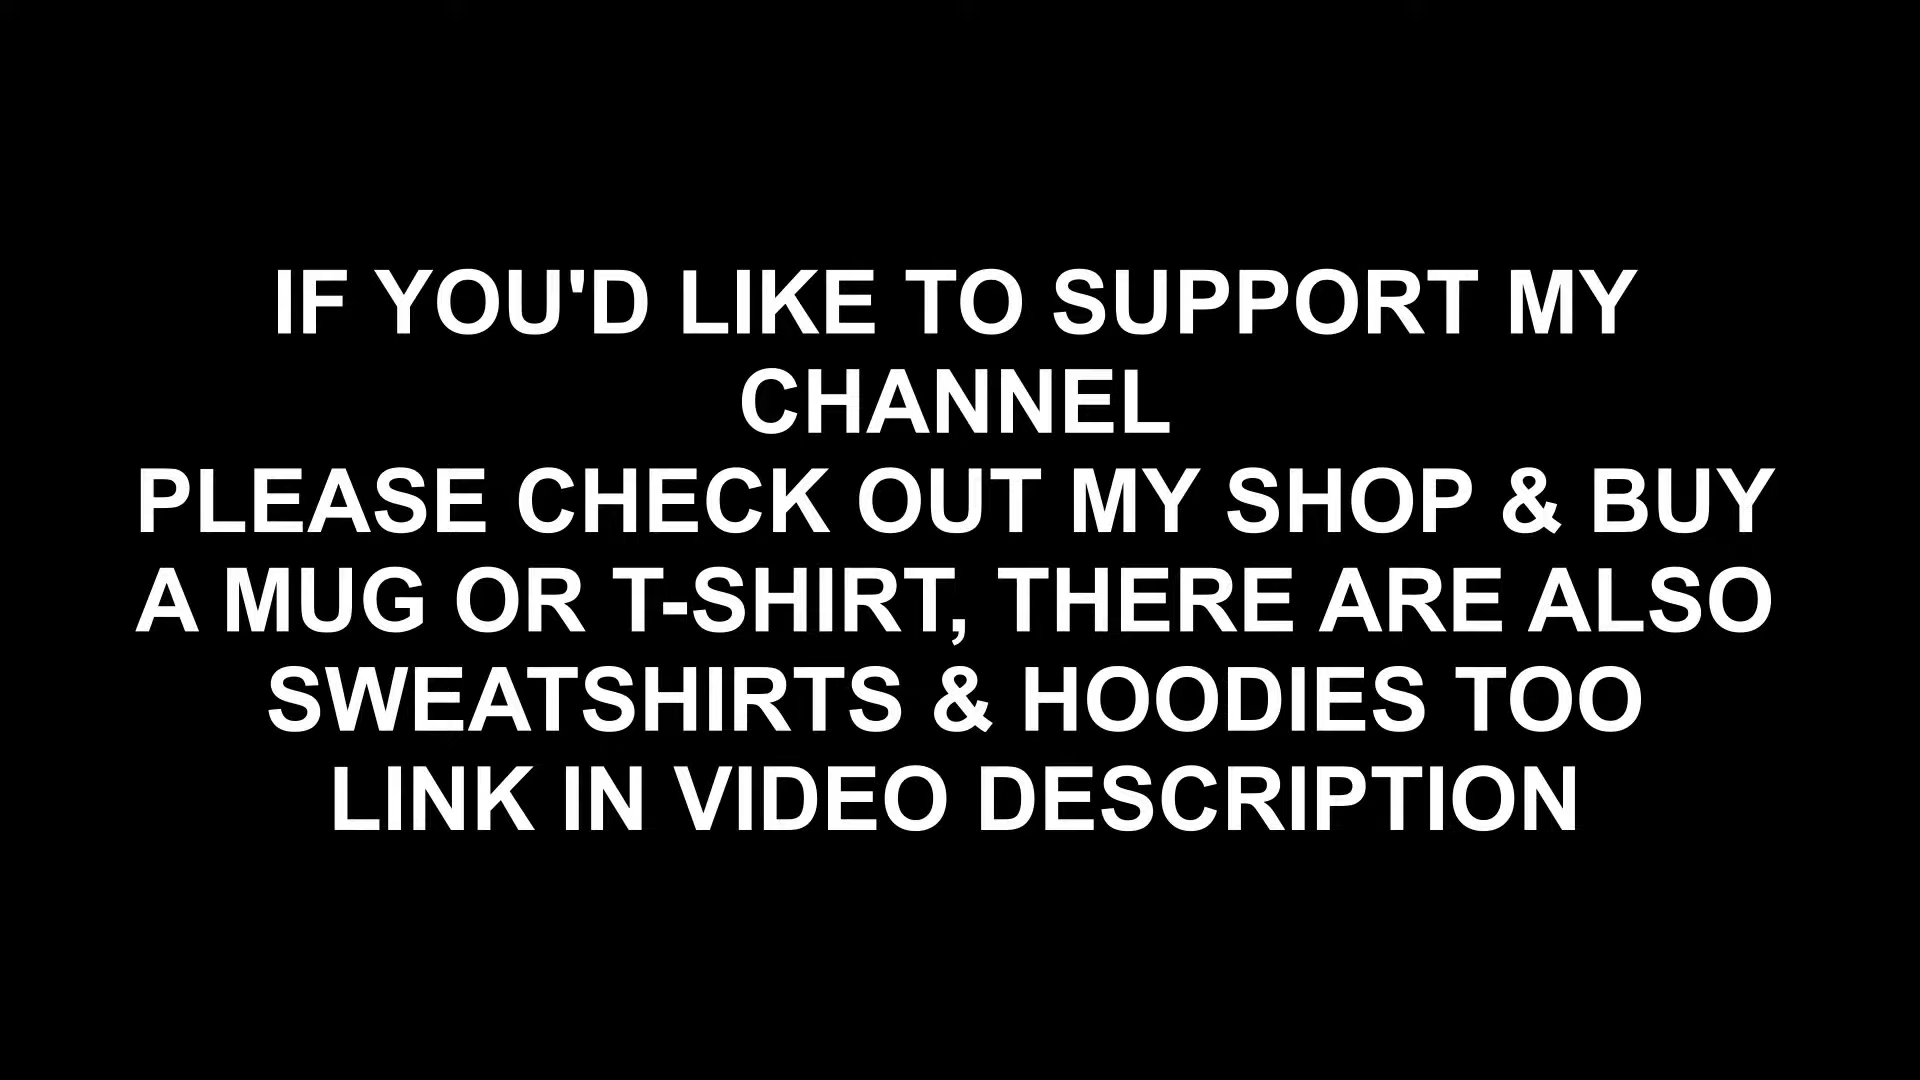 IF YOU'D LIKE TO SUPPORT MY
CHANNEL
PLEASE CHECK OUT MY SHOP & BUY
A MUG OR T-SHIRT, THERE ARE ALSO
SWEATSHIRTS & HOODIES TOO
LINK IN VIDEO DESCRIPTION